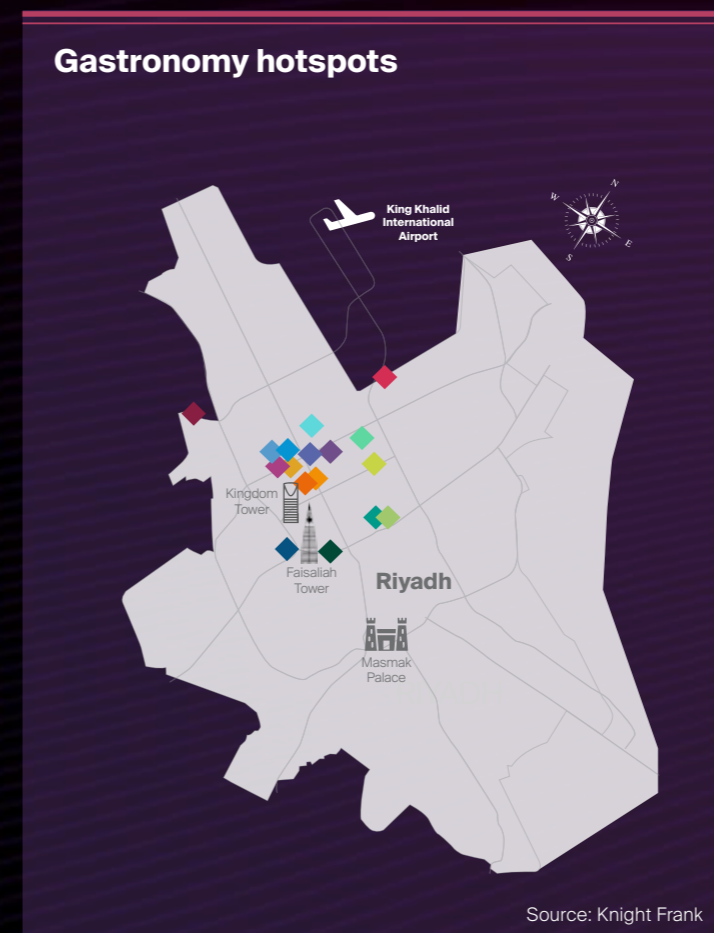 Gastronomy hotspots
King Khalid
International
Airport
N
W
E
S
Kingdom
Tower
Faisaliah
Tower
Riyadh
Masmak
Palace
Source: Knight Frank